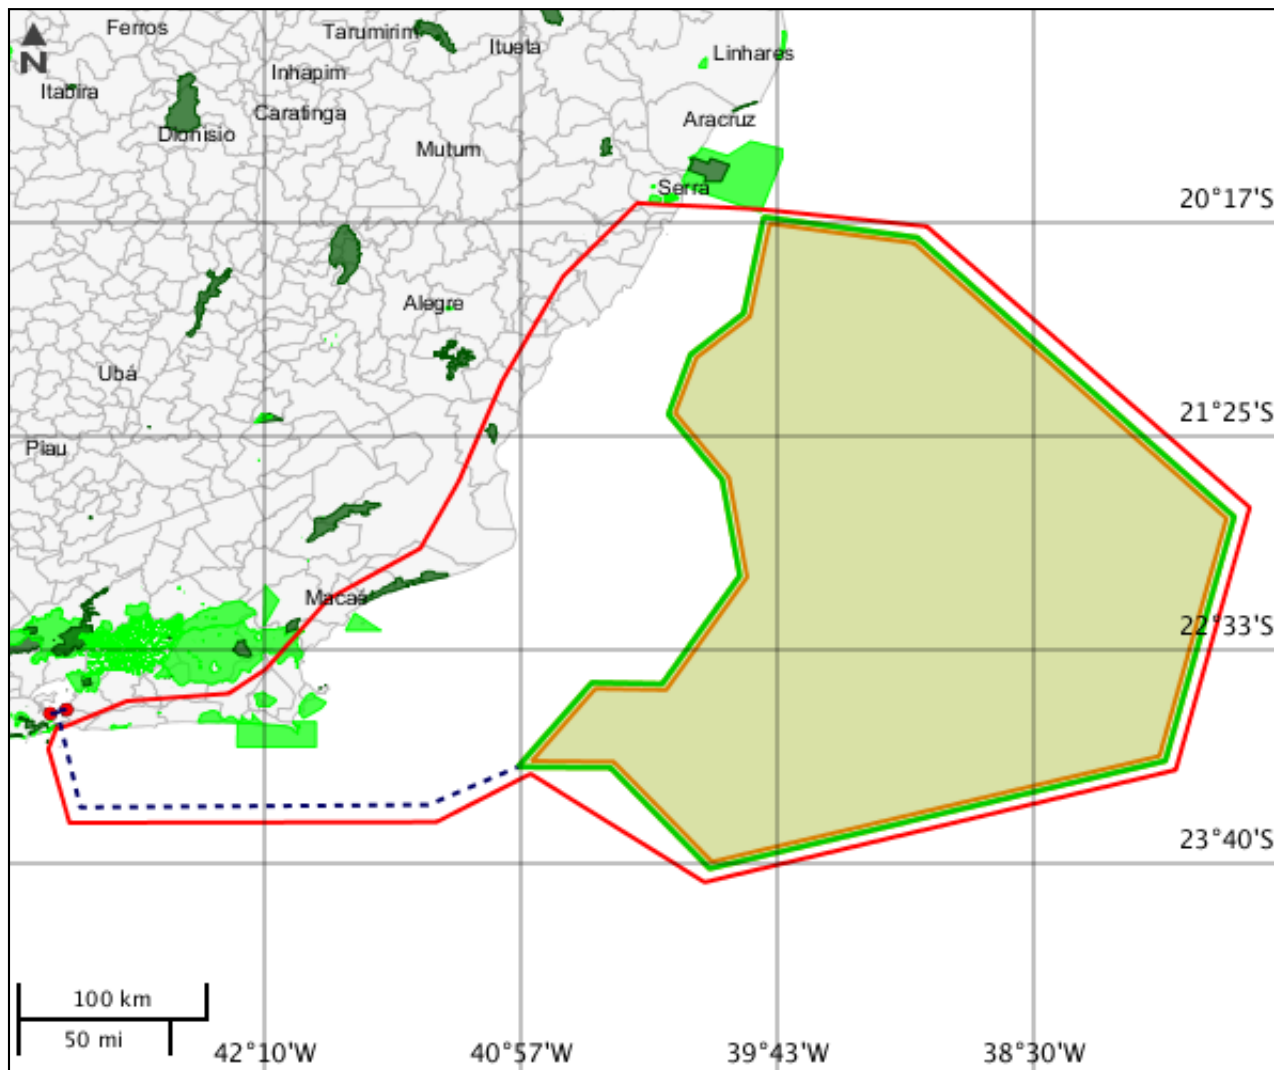 Ferros
Tarumirim
Itueta
Linhares
N
Inhapim
Itabira
Caratinga
Aracruz
Dionísio
Mutum
Serra
20°17'S
Alegre
Ubá
21°25'S
Piau
Macaé
22°33'S
23°40'S
100 km
50 mi
42°10'W
40°57'W
39°43'W
38°30'W